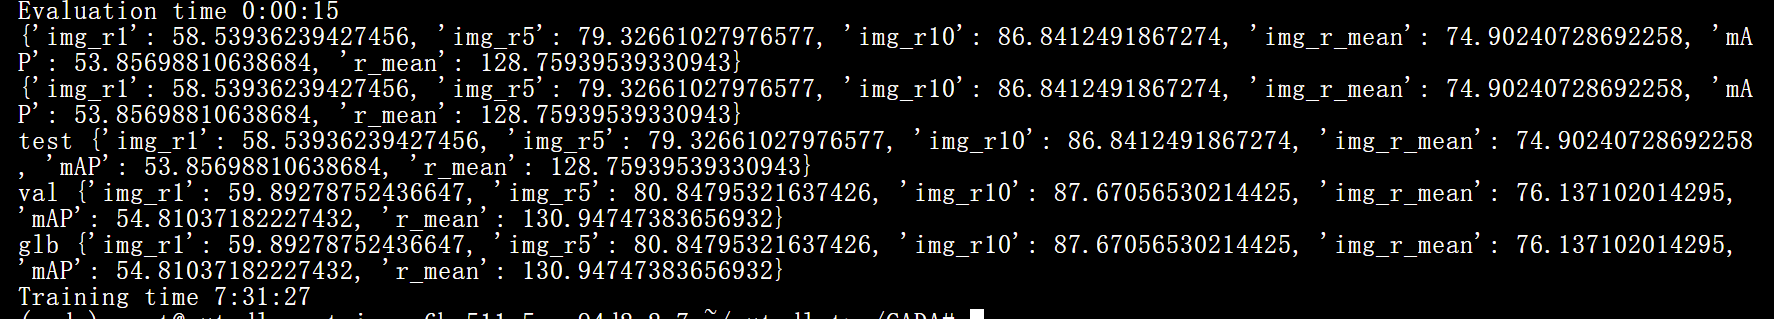 Evaluation time 0:00:15
{'img_r1': 58.53936239427456, 'img_r5': 79.32661027976577, 'img_r10': 86.8412491867274, 'img_r_mean': 74.90240728692258, 'mA
P': 53.85698810638684, 'r_mean': 128.75939539330943}
{'img_r1': 58.53936239427456, 'img_r5': 79.32661027976577, 'img_r10': 86.8412491867274, 'img_r_mean': 74.90240728692258, 'mA
P': 53.85698810638684, 'r_mean': 128.75939539330943}
test {'img_r1': 58.53936239427456, 'img_r5': 79.32661027976577, 'img_r10': 86.8412491867274, 'img_r_mean': 74.90240728692258
, 'mAP': 53.85698810638684, 'r_mean': 128.75939539330943}
val {'img_r1': 59.89278752436647, 'img_r5': 80.84795321637426, 'img_r10': 87.67056530214425, 'img_r_mean': 76.137102014295,
'mAP': 54.81037182227432, 'r_mean': 130.94747383656932}
glb {'img_r1': 59.89278752436647, 'img_r5': 80.84795321637426, 'img_r10': 87.67056530214425, 'img_r_mean': 76.137102014295,
'mAP': 54.81037182227432, 'r_mean': 130.94747383656932}
Training time 7:31:27